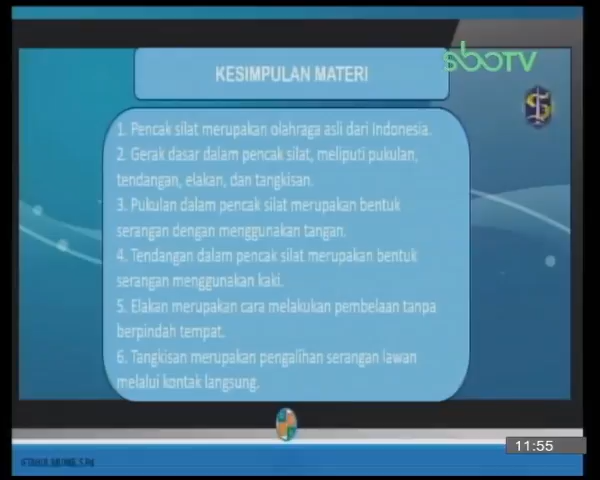 sboTV
KESIMPULAN MATERI
1. Pencak silat merupakan olahraga asli dari Indonesia.
2. Gerak dasar dalam pencak silat, meliputi pukulan,
tendangan, elakan, dan tangkisan.
3. Pukulan dalam pencak silat merupakan bentuk
serangan dengan menggunakan tangan.
4. Tendangan dalam pencak silat merupakan bentuk
serangan menggunakan kaki.
5. Elakan merupakan cara melakukan pembelaan tanpa
berpindah tempat.
6. Tangkisan merupakan pengalihan serangan lawan
melalui kontak langsung.
11:55